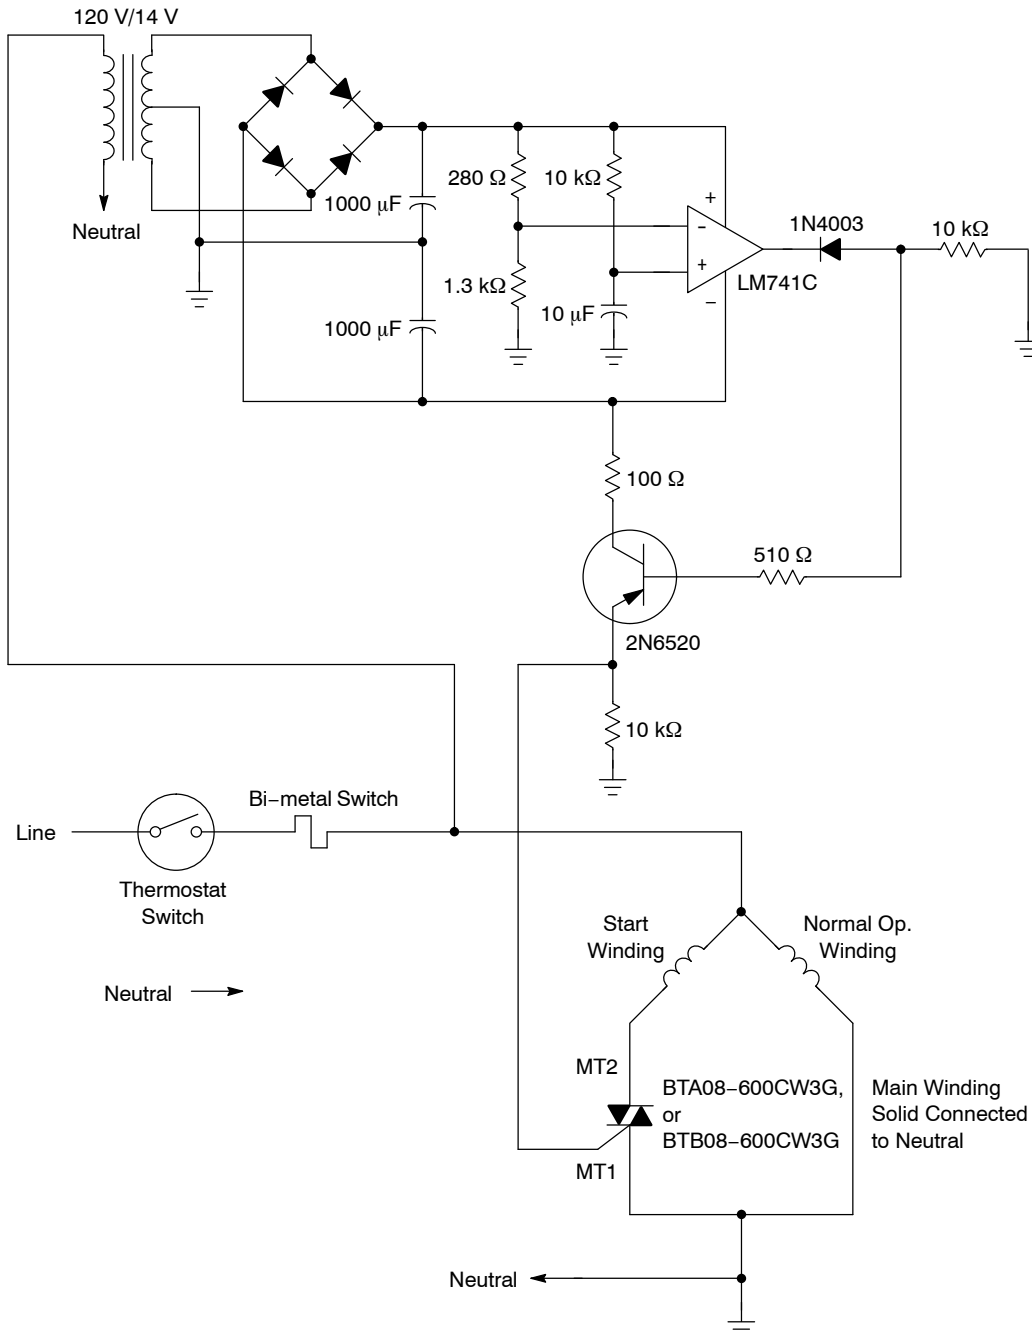 120 V/14 V
Neutral
1000 μF
1000 μF
280 Ω
10 kΩ
1.3 kΩ
10 μF
+
−
+
−
LM741C
1N4003
10 kΩ
100 Ω
510 Ω
2N6520
10 kΩ
Line
Thermostat
Switch
Bi−metal Switch
Neutral
Start
Winding
Normal Op.
Winding
MT2
BTA08−600CW3G,
or
BTB08−600CW3G
MT1
Main Winding
Solid Connected
to Neutral
Neutral